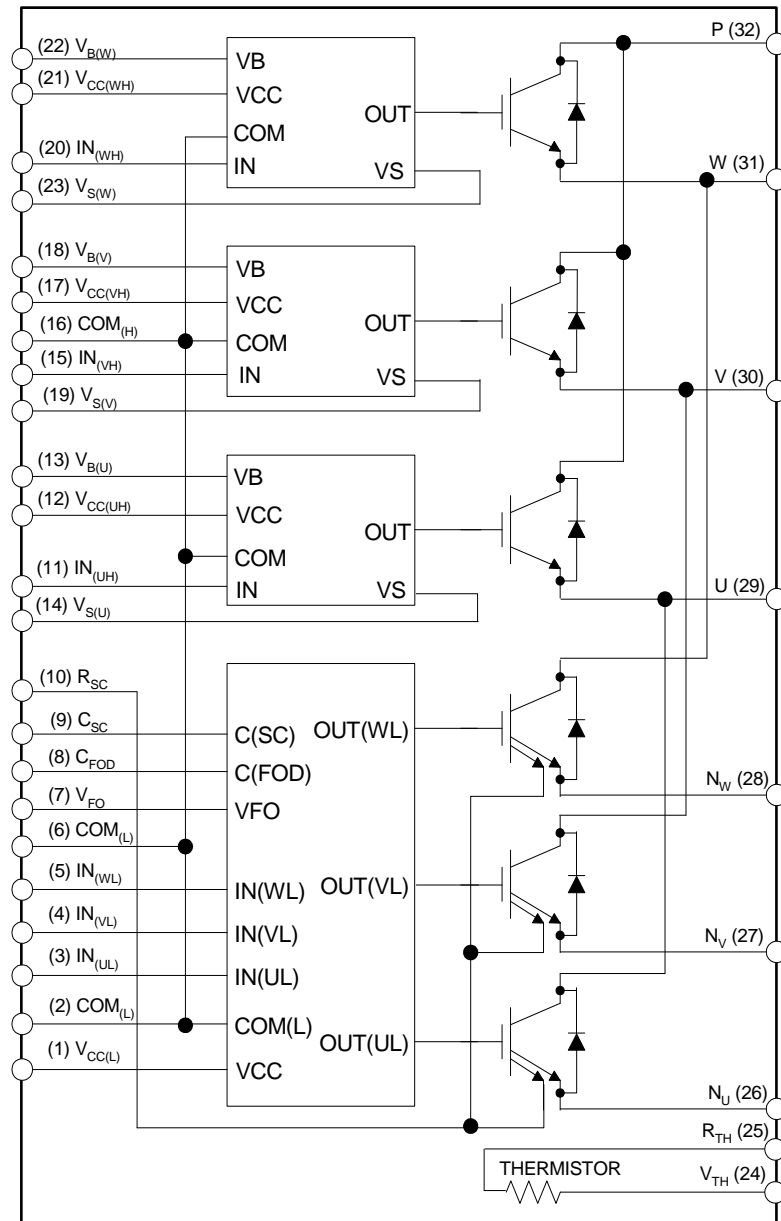 (22) VB(W)
(21) VCC(WH)
(20) IN(WH)
(23) VS(W)
VB
VCC
COM
IN
OUT
VS
P (32)
W (31)
(18) VB(V)
(17) VCC(VH)
(16) COM(H)
(15) IN(VH)
(19) VS(V)
VB
VCC
COM
IN
OUT
VS
V (30)
(13) VB(U)
(12) VCC(UH)
(11) IN(UH)
(14) VS(U)
VB
VCC
COM
IN
OUT
VS
U (29)
(10) RSC
(9) CSC
(8) CFOD
(7) VFO
(6) COM(L)
(5) IN(WL)
(4) IN(VL)
(3) IN(UL)
(2) COM(L)
(1) VCC(L)
C(SC)
C(FOD)
VFO
IN(WL)
IN(VL)
IN(UL)
COM(L)
VCC
OUT(WL)
OUT(VL)
OUT(UL)
NW (28)
NV (27)
NU (26)
RTH (25)
THERMISTOR
VTH (24)